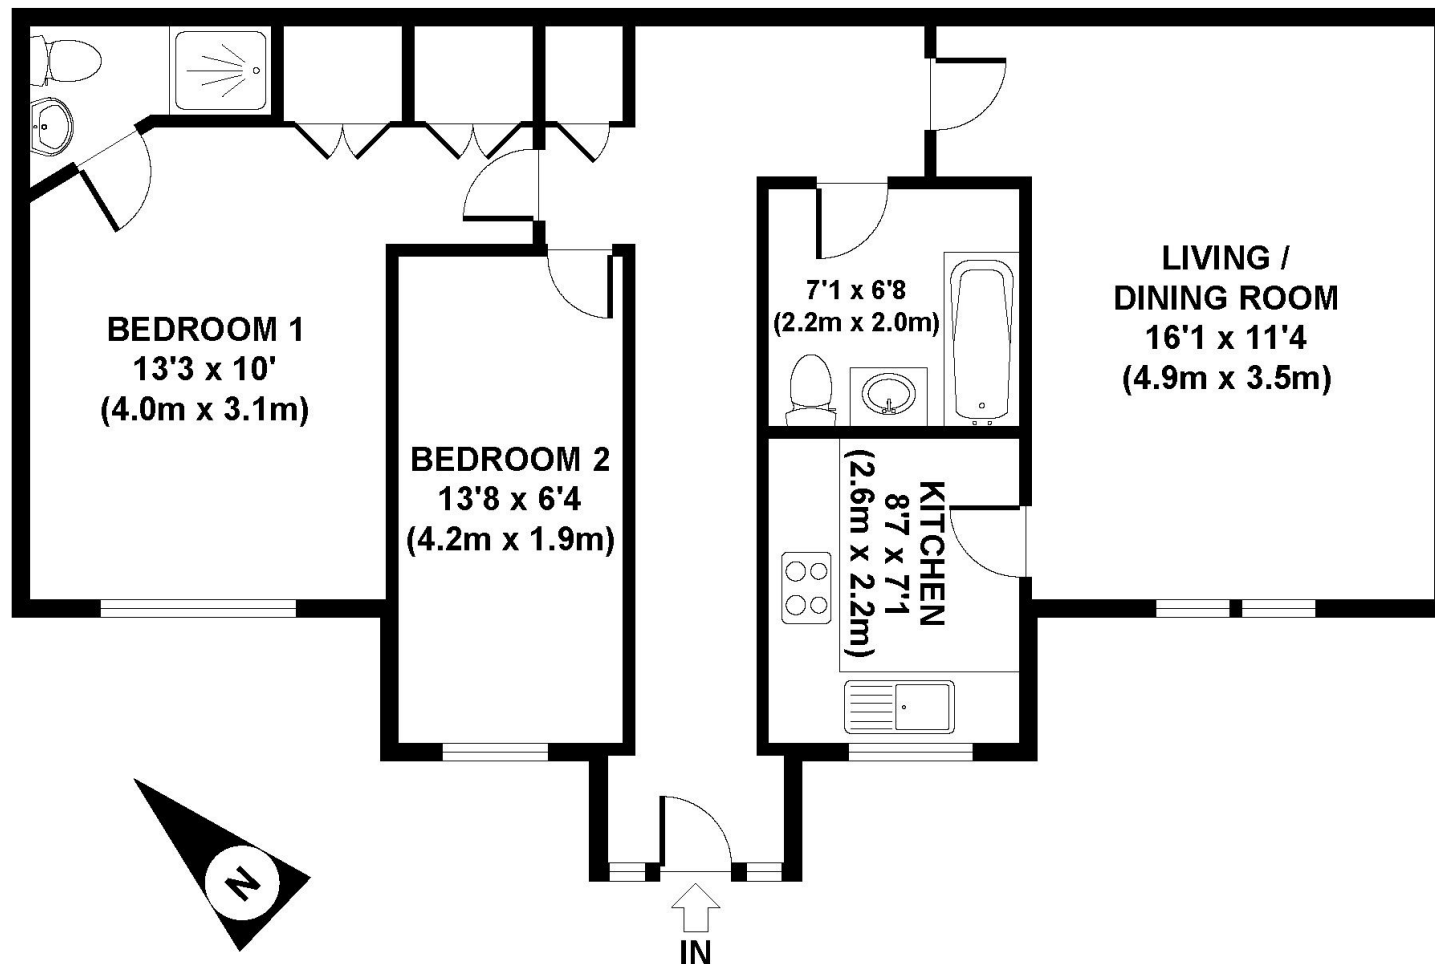 BEDROOM 1
13'3 x 10'
(4.0m x 3.1m)
BEDROOM 2
13'8 x 6'4
(4.2m x 1.9m)
7'1 x 6'8
(2.2m x 2.0m)
KITCHEN
8'7 x 7'1
(2.6m x 2.2m)
LIVING /
DINING ROOM
16'1 x 11'4
(4.9m x 3.5m)
N
IN